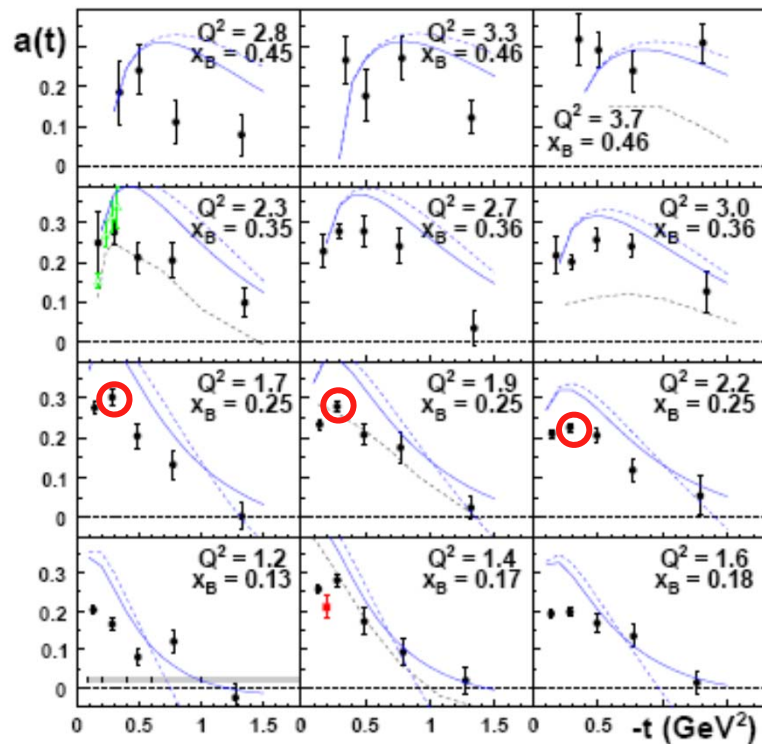 a(t)
Q² = 2.8
x_B = 0.45
Q² = 3.3
x_B = 0.46
Q² = 3.7
x_B = 0.46
0.3
0.2
0.1
0
Q² = 2.3
x_B = 0.35
Q² = 2.7
x_B = 0.36
Q² = 3.0
x_B = 0.36
0.3
0.2
0.1
0
Q² = 1.7
x_B = 0.25
Q² = 1.9
x_B = 0.25
Q² = 2.2
x_B = 0.25
0.3
0.2
0.1
0
Q² = 1.2
x_B = 0.13
Q² = 1.4
x_B = 0.17
Q² = 1.6
x_B = 0.18
0.3
0.2
0.1
0
0 0.5 1 1.5 0 0.5 1 0 0.5
-t (GeV²)